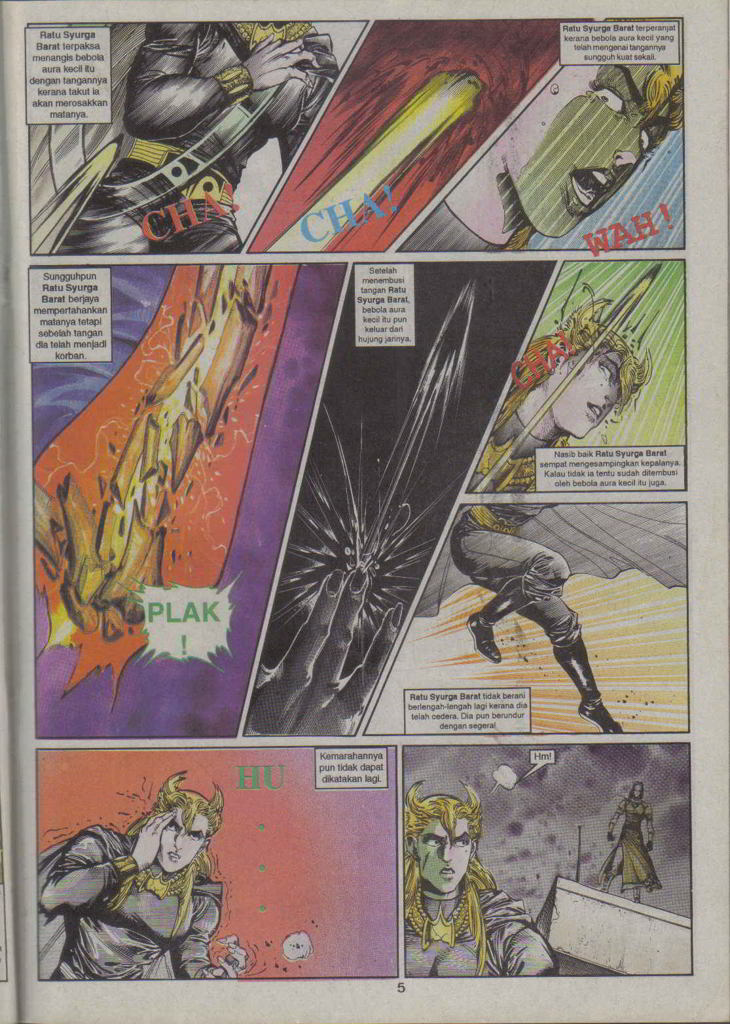 Ratu Syurga
Barat terpaksa
menangis bebola
aura kecil itu
dengan tangannya
kerana takut ia
akan merosakkan
matanya.
CHA!
CHA!
Ratu Syurga Barat terperanjat
kerana bebola aura kecil yang
telah mengenai tangannya
sungguh kuat sekali.
WAH!
Sungguhpun
Ratu Syurga
Barat berjaya
mempertahankan
matanya tetapi
sebelah tangan
dia telah menjadi
korban.
PLAK
!
Setelah
menembusi
tangan Ratu
Syurga Barat,
bebola aura
kecil itu pun
keluar dari
hujung jarinya.
CHA!
Nasib baik Ratu Syurga Barat
sempat mengesampingkan kepalanya.
Kalau tidak ia tentu sudah ditembusi
oleh bebola aura kecil itu juga.
Ratu Syurga Barat tidak berani
berlengah-lengah lagi kerana dia
telah cedera. Dia pun berundur
dengan segera!
HU
.
.
.
Kemarahannya
pun tidak dapat
dikatakan lagi.
Hm!
5